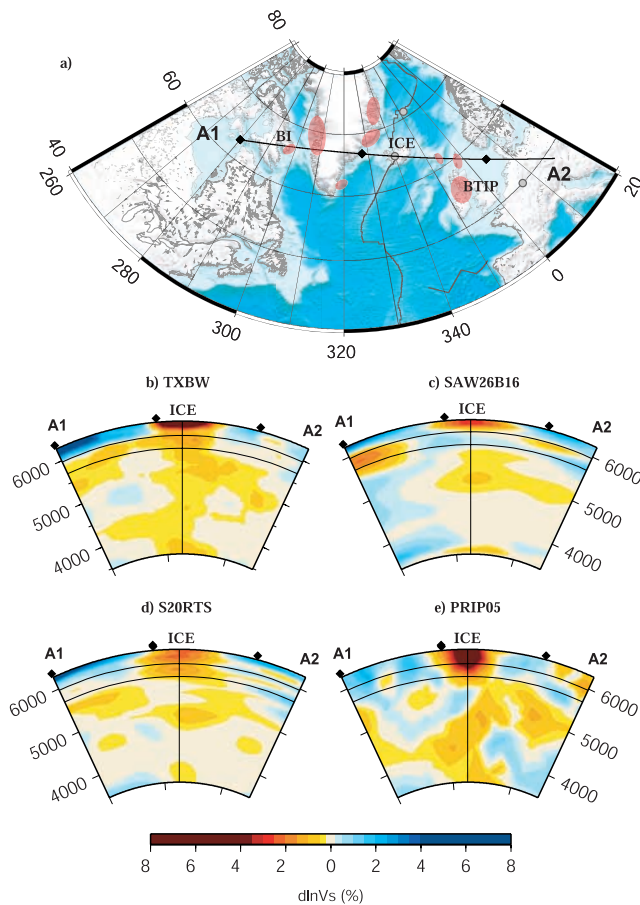 a)
80
60
40
260
280
300
320
340
0
20
A1
BI
ICE
BTIP
A2
b) TXBW
A1
ICE
A2
6000
5000
4000
c) SAW26B16
A1
ICE
A2
6000
5000
4000
d) S20RTS
A1
ICE
A2
6000
5000
4000
e) PRIP05
A1
ICE
A2
6000
5000
4000
8 6 4 2 0 2 4 6 8
dlnVs (%)